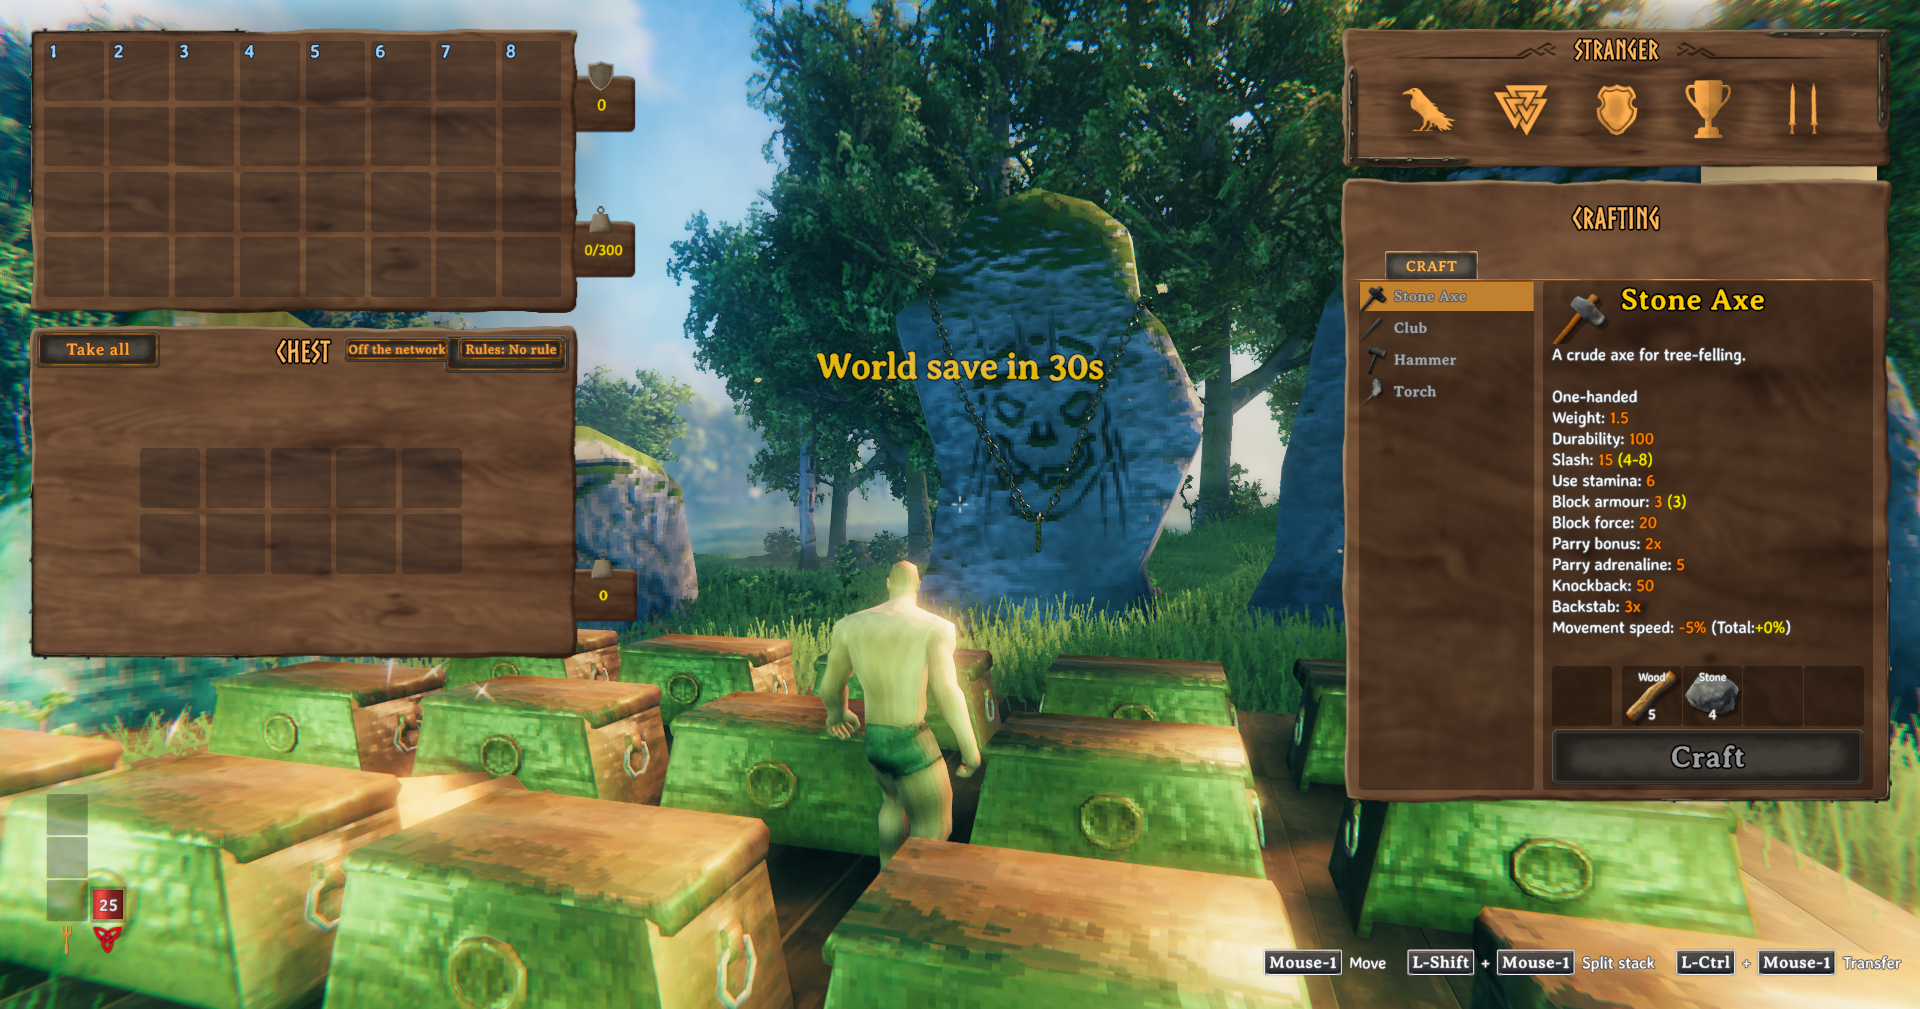 1 2 3 4 5 6 7 8
0
0/300
Take all
CHEST
Off the network
Rules: No rule
0
World save in 30s
25
STRANGER
CRAFTING
CRAFT
Stone Axe
Club
Hammer
Torch
Stone Axe
A crude axe for tree-felling.
One-handed
Weight: 1.5
Durability: 100
Slash: 15 (4-8)
Use stamina: 6
Block armour: 3 (3)
Block force: 20
Parry bonus: 2x
Parry adrenaline: 5
Knockback: 50
Backstab: 3x
Movement speed: -5% (Total:+0%)
Wood Stone
5 4
Craft
Mouse-1 Move L-Shift + Mouse-1 Split stack L-Ctrl + Mouse-1 Transfer